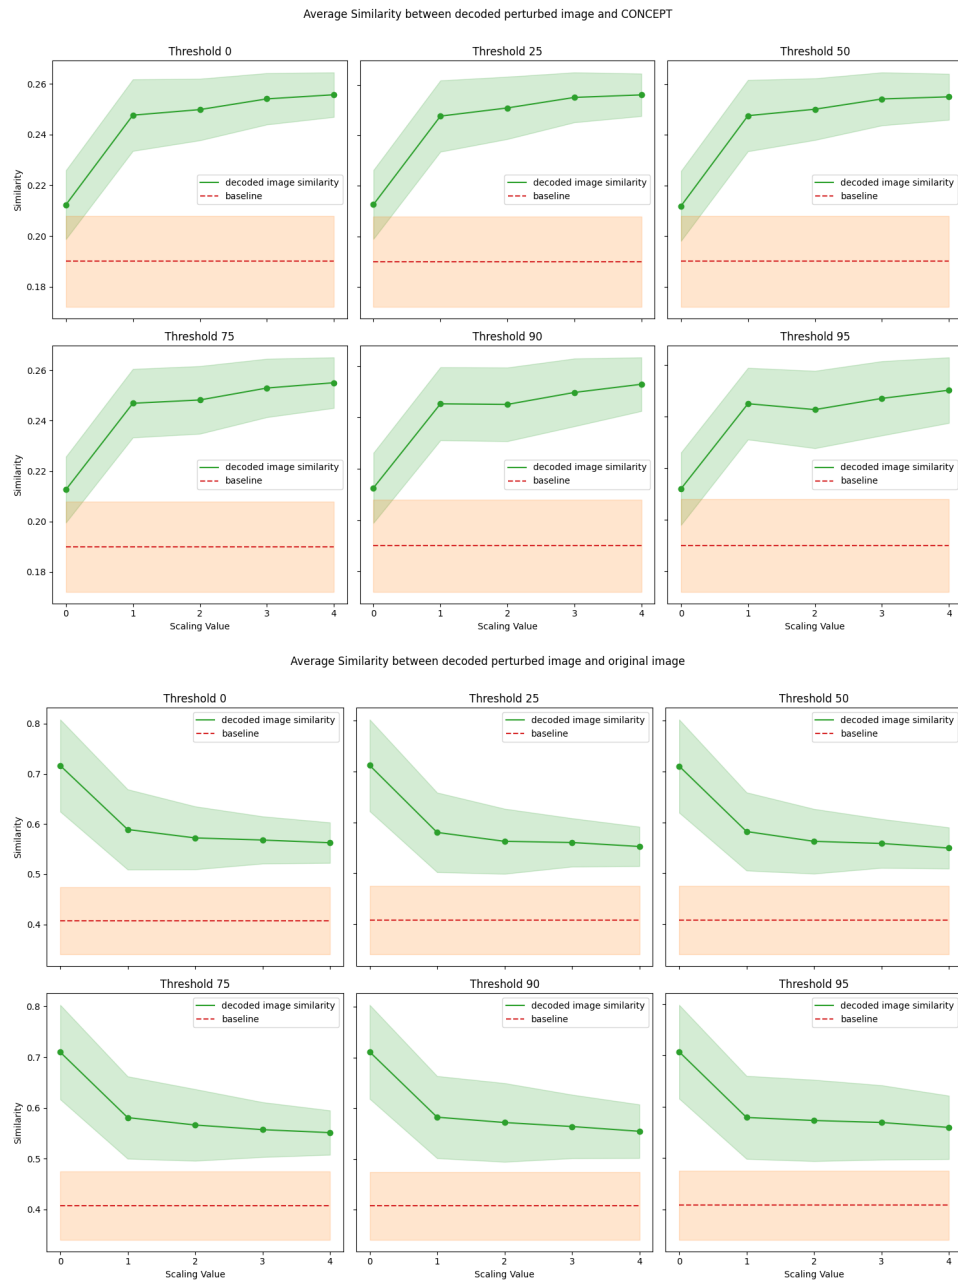 Average Similarity between decoded perturbed image and CONCEPT
Threshold 0
Threshold 25
Threshold 50
0.26
0.24
0.22
0.20
0.18
Similarity
decoded image similarity
baseline
decoded image similarity
baseline
decoded image similarity
baseline
Threshold 75
Threshold 90
Threshold 95
0.26
0.24
0.22
0.20
0.18
Similarity
decoded image similarity
baseline
decoded image similarity
baseline
decoded image similarity
baseline
0 1 2 3 4
0 1 2 3 4
0 1 2 3 4
Scaling Value
Scaling Value
Scaling Value
Average Similarity between decoded perturbed image and original image
Threshold 0
Threshold 25
Threshold 50
0.8
0.7
0.6
0.5
0.4
Similarity
decoded image similarity
baseline
decoded image similarity
baseline
decoded image similarity
baseline
Threshold 75
Threshold 90
Threshold 95
0.8
0.7
0.6
0.5
0.4
Similarity
decoded image similarity
baseline
decoded image similarity
baseline
decoded image similarity
baseline
0 1 2 3 4
0 1 2 3 4
0 1 2 3 4
Scaling Value
Scaling Value
Scaling Value